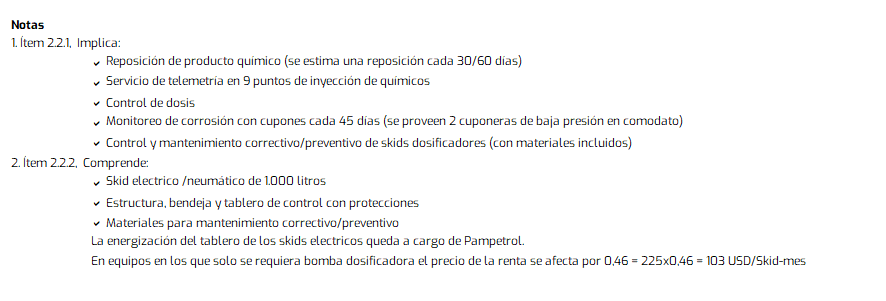 Notas
1. Ítem 2.2.1, Implica:
✓ Reposición de producto químico (se estima una reposición cada 30/60 días)
✓ Servicio de telemetría en 9 puntos de inyección de químicos
✓ Control de dosis
✓ Monitoreo de corrosión con cupones cada 45 días (se proveen 2 cuponeras de baja presión en comodato)
✓ Control y mantenimiento correctivo/preventivo de skids dosificadores (con materiales incluidos)
2. Ítem 2.2.2, Comprende:
✓ Skid electrico /neumático de 1.000 litros
✓ Estructura, bendeja y tablero de control con protecciones
✓ Materiales para mantenimiento correctivo/preventivo
La energización del tablero de los skids electricos queda a cargo de Pampetrol.
En equipos en los que solo se requiera bomba dosificadora el precio de la renta se afecta por 0,46 = 225x0,46 = 103 USD/Skid-mes